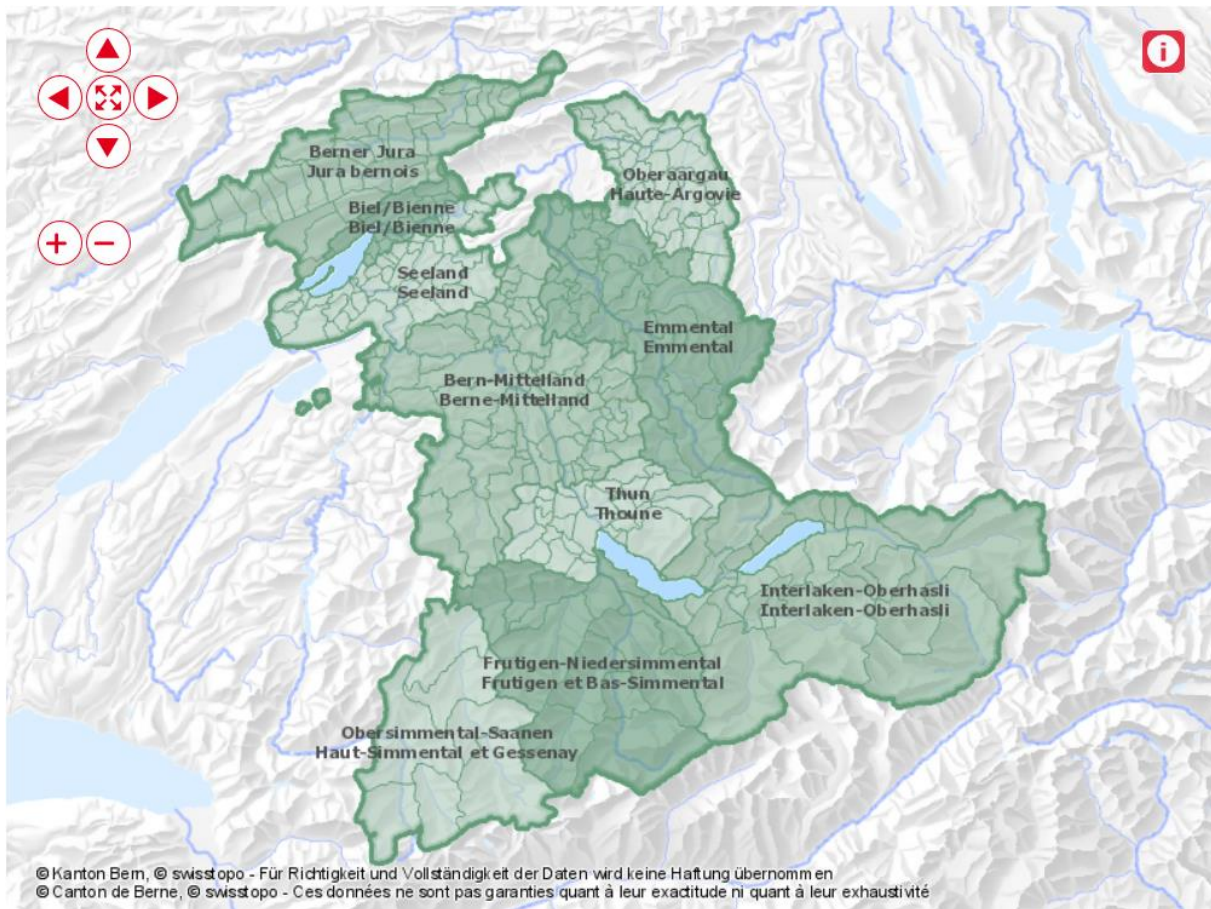 i
Berner Jura
Jura bernois
Oberaargau
Haute-Argovie
Biel/Bienne
Biel/Bienne
Seeland
Seeland
Emmental
Emmental
Bern-Mittelland
Berne-Mittelland
Thun
Thoune
Interlaken-Oberhasli
Interlaken-Oberhasli
Frutigen-Niedersimmental
Frutigen et Bas-Simmental
Obersimmental-Saanen
Haut-Simmental et Gessenay
© Kanton Bern, © swisstopo - Für Richtigkeit und Vollständigkeit der Daten wird keine Haftung übernommen
© Canton de Berne, © swisstopo - Ces données ne sont pas garanties quant à leur exactitude ni quant à leur exhaustivité